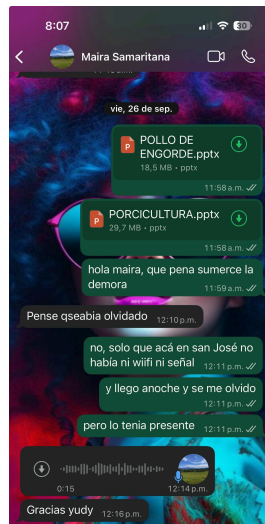 8:07
30
Maira Samaritana
vie, 26 de sep.
POLLO DE
ENGORDE.pptx
18,5 MB • pptx
11:58 a.m.
PORCICULTURA.pptx
29,7 MB • pptx
11:58 a.m.
hola maira, que pena sumerce la
demora
11:59 a.m.
Pense qseabia olvidado 12:10 p.m.
no, solo que acá en san José no
había ni wiifi ni señal 12:11 p.m.
y llego anoche y se me olvido
12:11 p.m.
pero lo tenia presente 12:11 p.m.
0:15 12:14 p.m.
Gracias yudy 12:16 p.m.